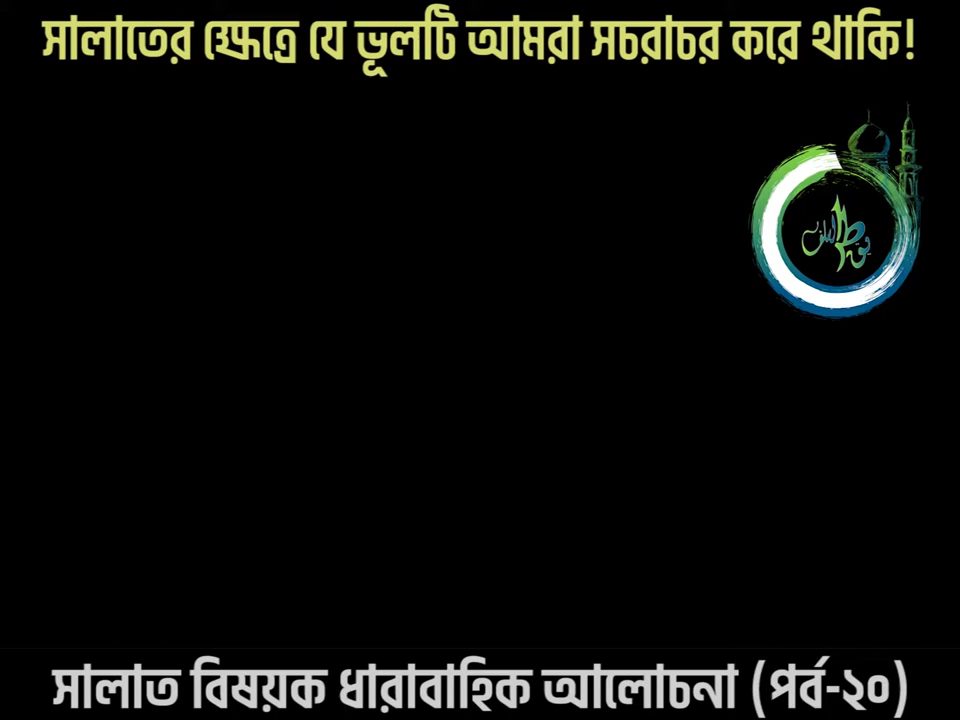 সালাতের ক্ষেত্রে যে ভূলটি আমরা সচরাচর করে থাকি!
সালাত বিষয়ক ধারাবাহিক আলোচনা (পর্ব-২০)